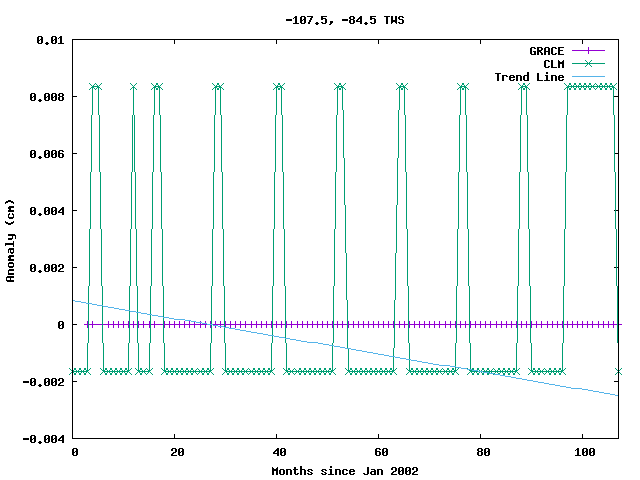 -107.5, -84.5 TWS
0.01
0.008
0.006
0.004
0.002
0
-0.002
-0.004
Anomaly (cm)
GRACE
CLM
Trend Line
0 20 40 60 80 100
Months since Jan 2002